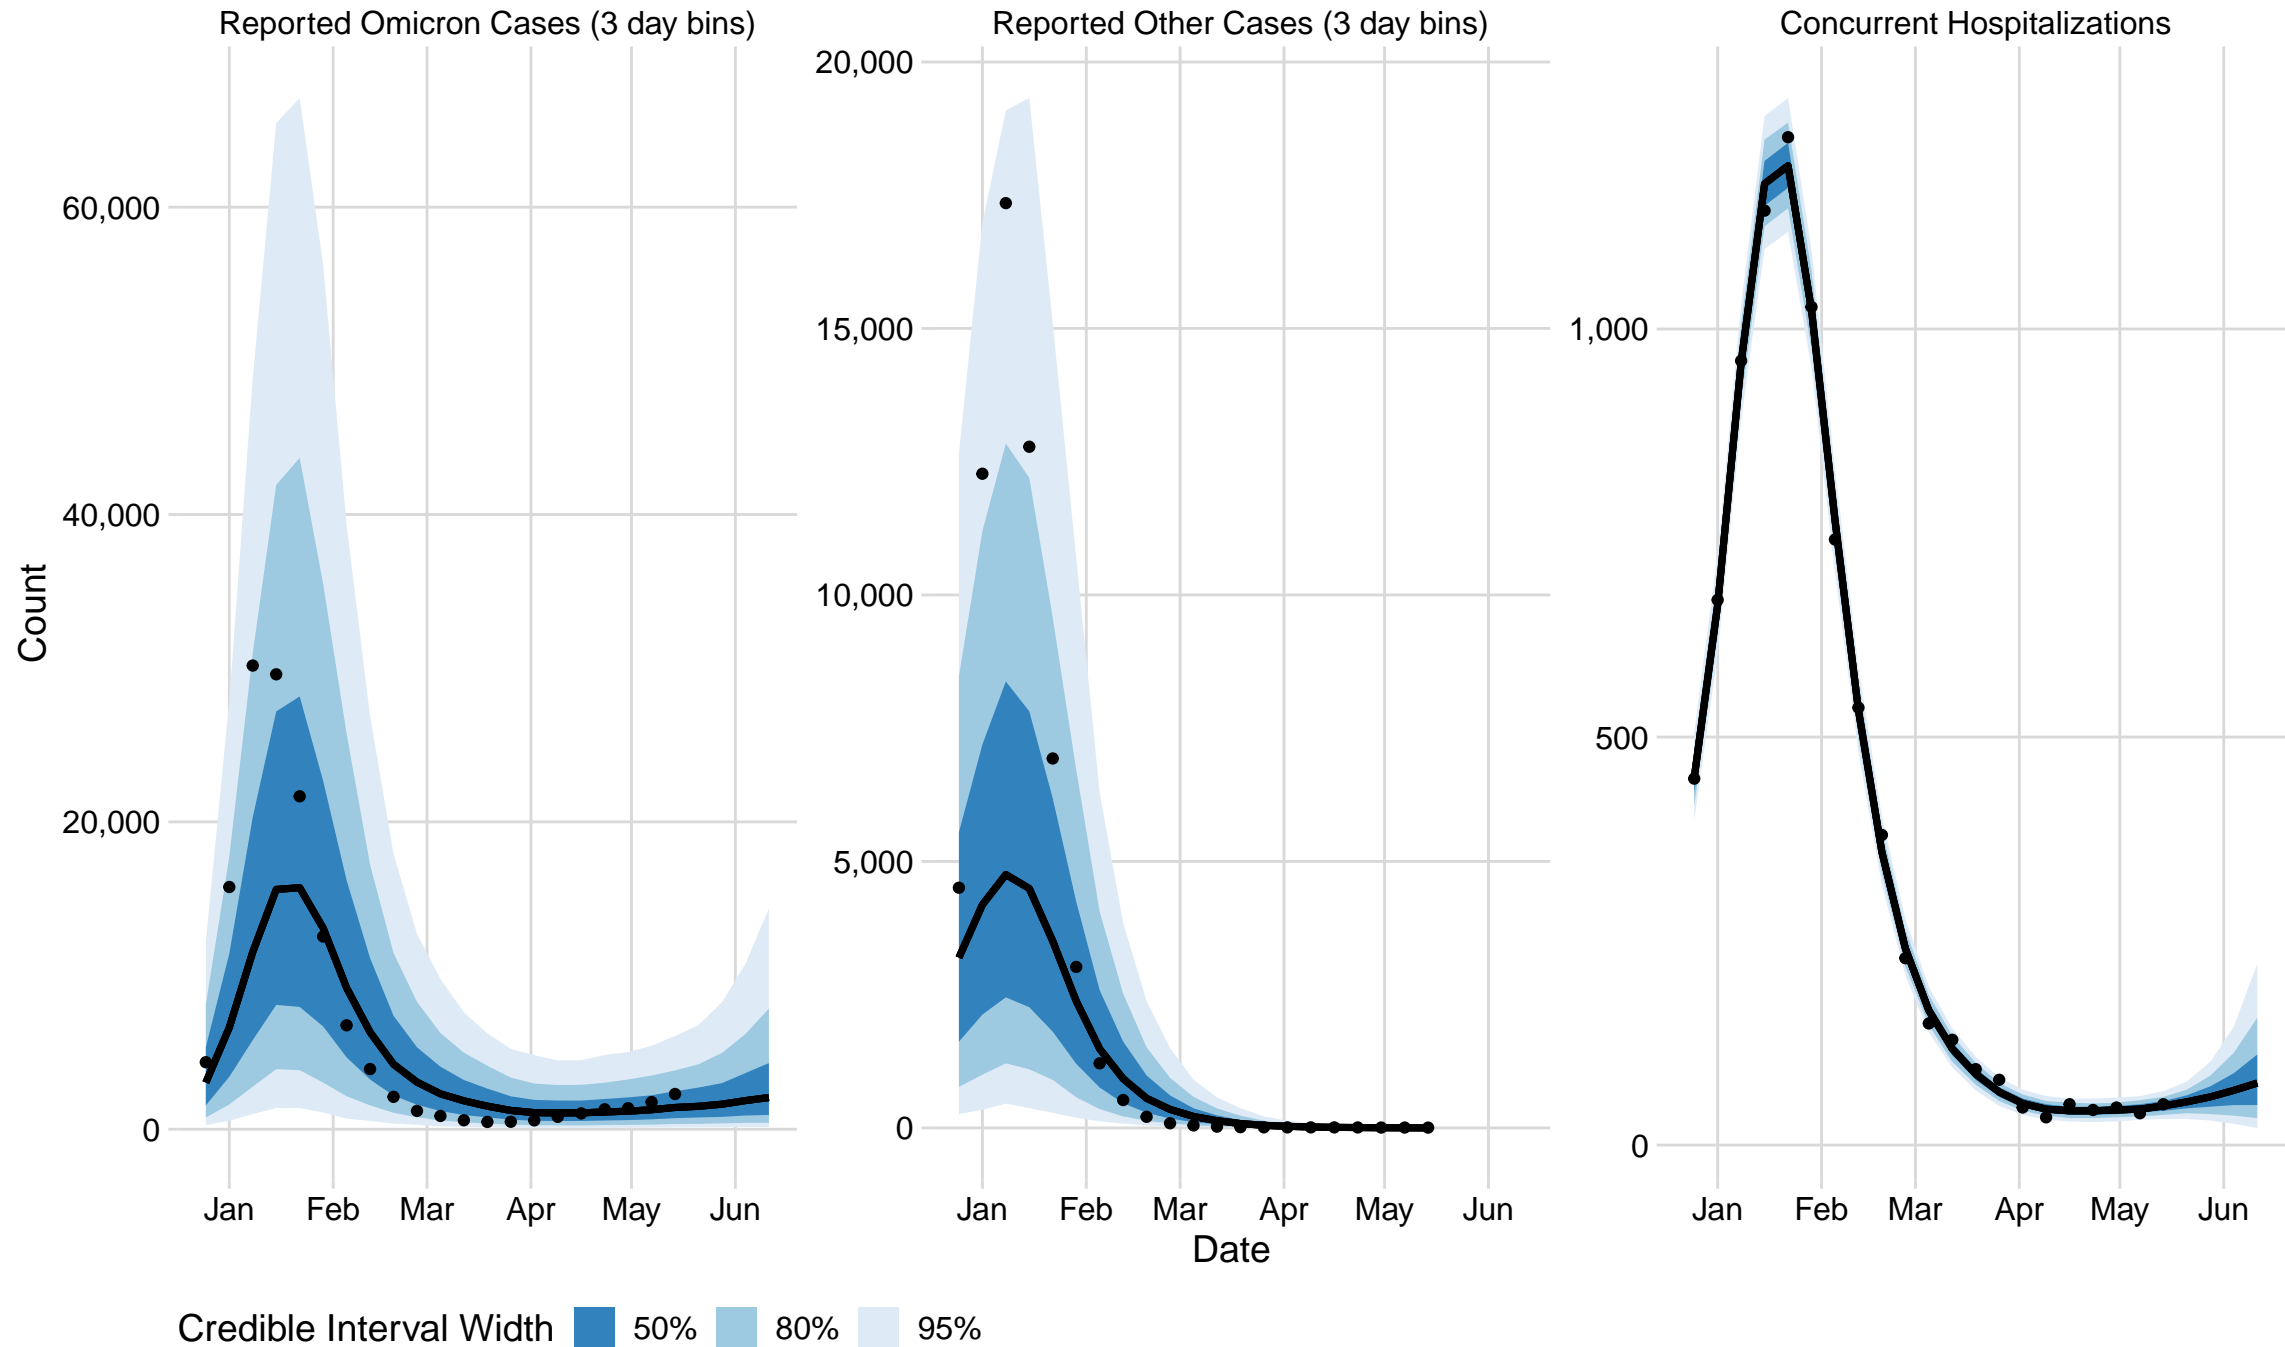 Reported Omicron Cases (3 day bins)
Reported Other Cases (3 day bins)
Concurrent Hospitalizations
Count
60,000
40,000
20,000
0
20,000
15,000
10,000
5,000
0
1,000
500
0
Jan Feb Mar Apr May Jun
Jan Feb Mar Apr May Jun
Jan Feb Mar Apr May Jun
Date
Credible Interval Width 50% 80% 95%